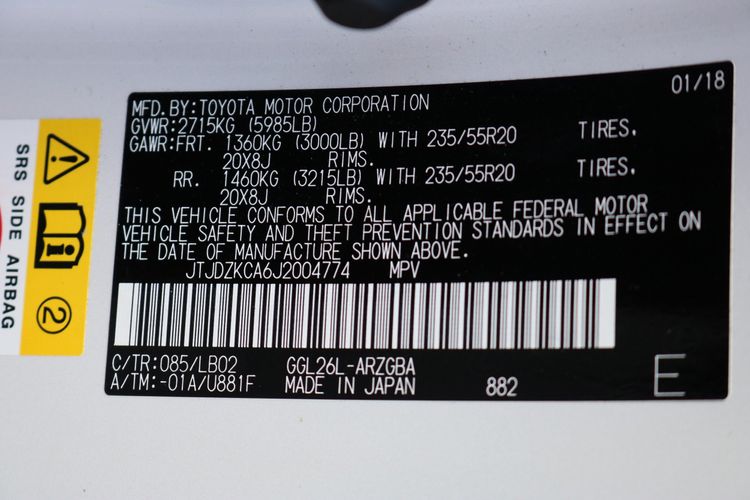 01/18
MFD.BY:TOYOTA MOTOR CORPORATION
GVWR:2715KG (5985LB)
GAWR:FRT. 1360KG (3000LB) WITH 235/55R20 TIRES.
20X8J RIMS.
RR. 1460KG (3215LB) WITH 235/55R20 TIRES.
20X8J RIMS.
THIS VEHICLE CONFORMS TO ALL APPLICABLE FEDERAL MOTOR
VEHICLE SAFETY AND THEFT PREVENTION STANDARDS IN EFFECT ON
THE DATE OF MANUFACTURE SHOWN ABOVE.
JTJDZKCA6J2004774 MPV
C/TR:085/LB02 GGL26L-ARZGBA
A/TM:-01A/U881F MADE IN JAPAN 882 E
SRS SIDE AIRBAG
2